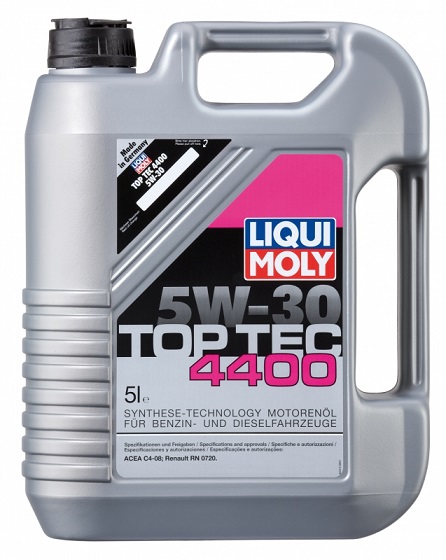 Made in
Germany
LIQUI
MOLY
TOP TEC 4400
5W-30
LIQUI
MOLY
5W-30
TOP TEC
4400
5l e
SYNTHESE-TECHNOLOGY MOTORENÖL
FÜR BENZIN- UND DIESELFAHRZEUGE
Spezifikationen und Freigaben / Specifications and approvals / Specifiche e autorizzazioni /
Especificaciones y autorizaciones / Especificações e autorizações:
ACEA C4-08; Renault RN 0720.